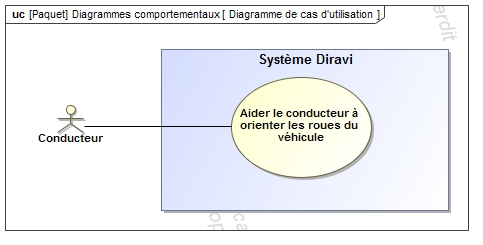 uc [Paquet] Diagrammes comportementaux [ Diagramme de cas d'utilisation ]
Système Diravi
Aider le conducteur à
orienter les roues du
véhicule
Conducteur